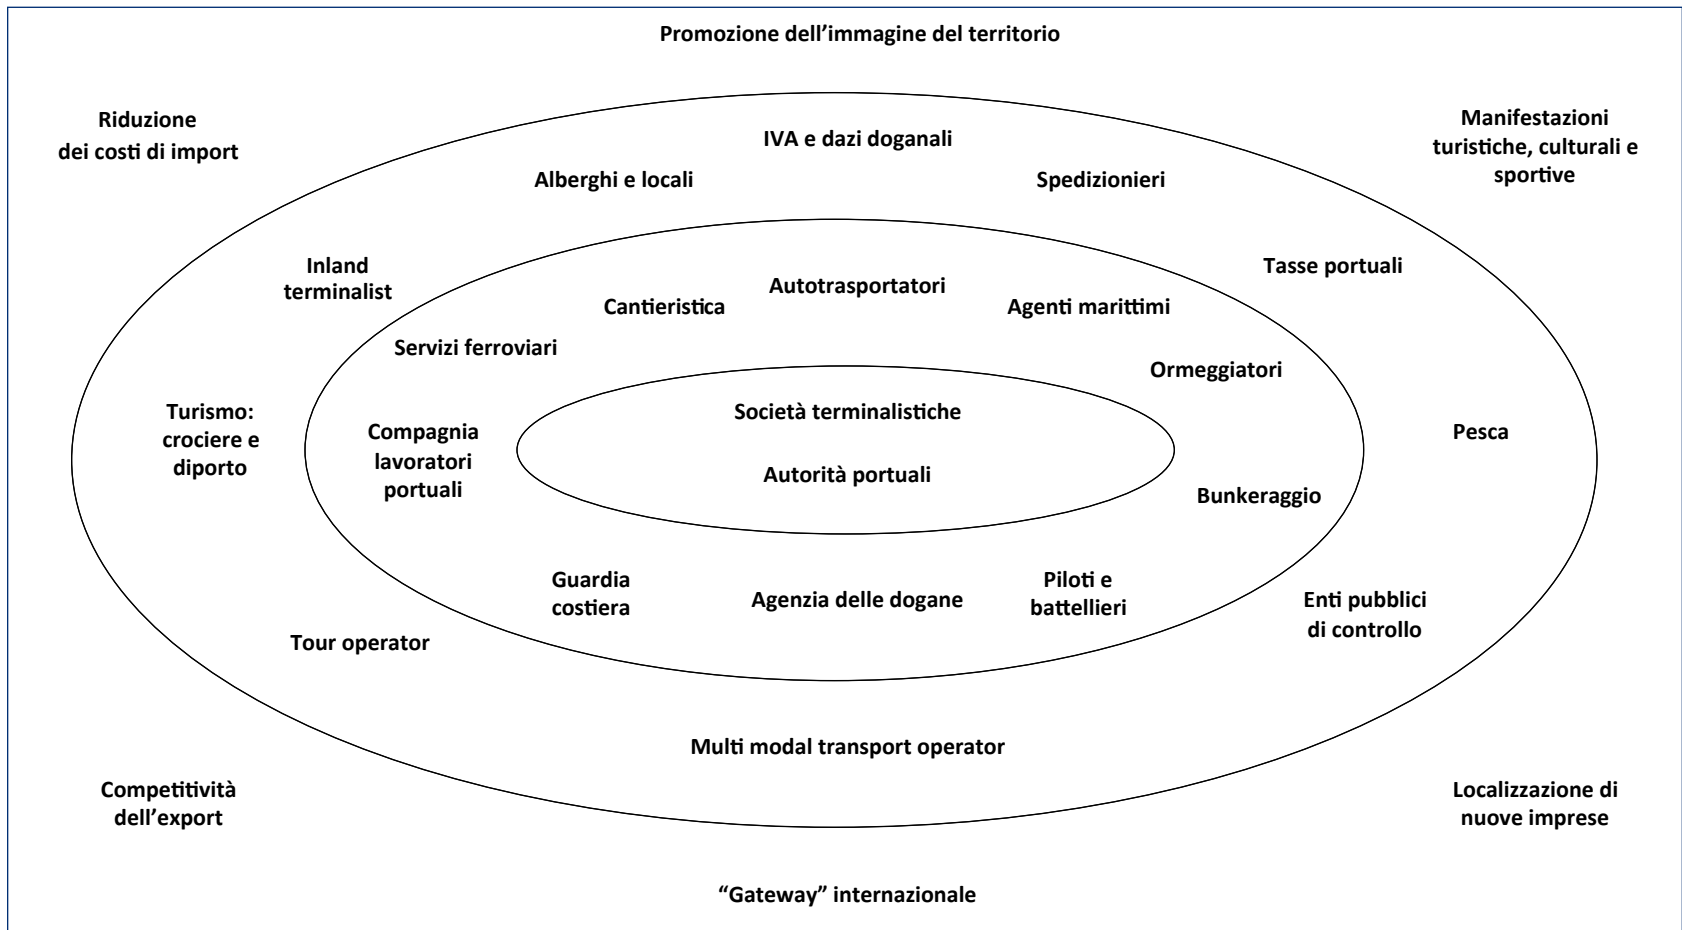 Promozione dell’immagine del territorio
Riduzione
dei costi di import
Manifestazioni
turistiche, culturali e
sportive
IVA e dazi doganali
Alberghi e locali
Spedizionieri
Inland
terminalist
Tasse portuali
Autotrasportatori
Cantieristica
Agenti marittimi
Servizi ferroviari
Ormeggiatori
Turismo:
crociere e
diporto
Compagnia
lavoratori
portuali
Società terminalistiche
Autorità portuali
Pesca
Bunkeraggio
Guardia
costiera
Agenzia delle dogane
Piloti e
battellieri
Enti pubblici
di controllo
Tour operator
Multi modal transport operator
Competitività
dell’export
Localizzazione di
nuove imprese
“Gateway” internazionale